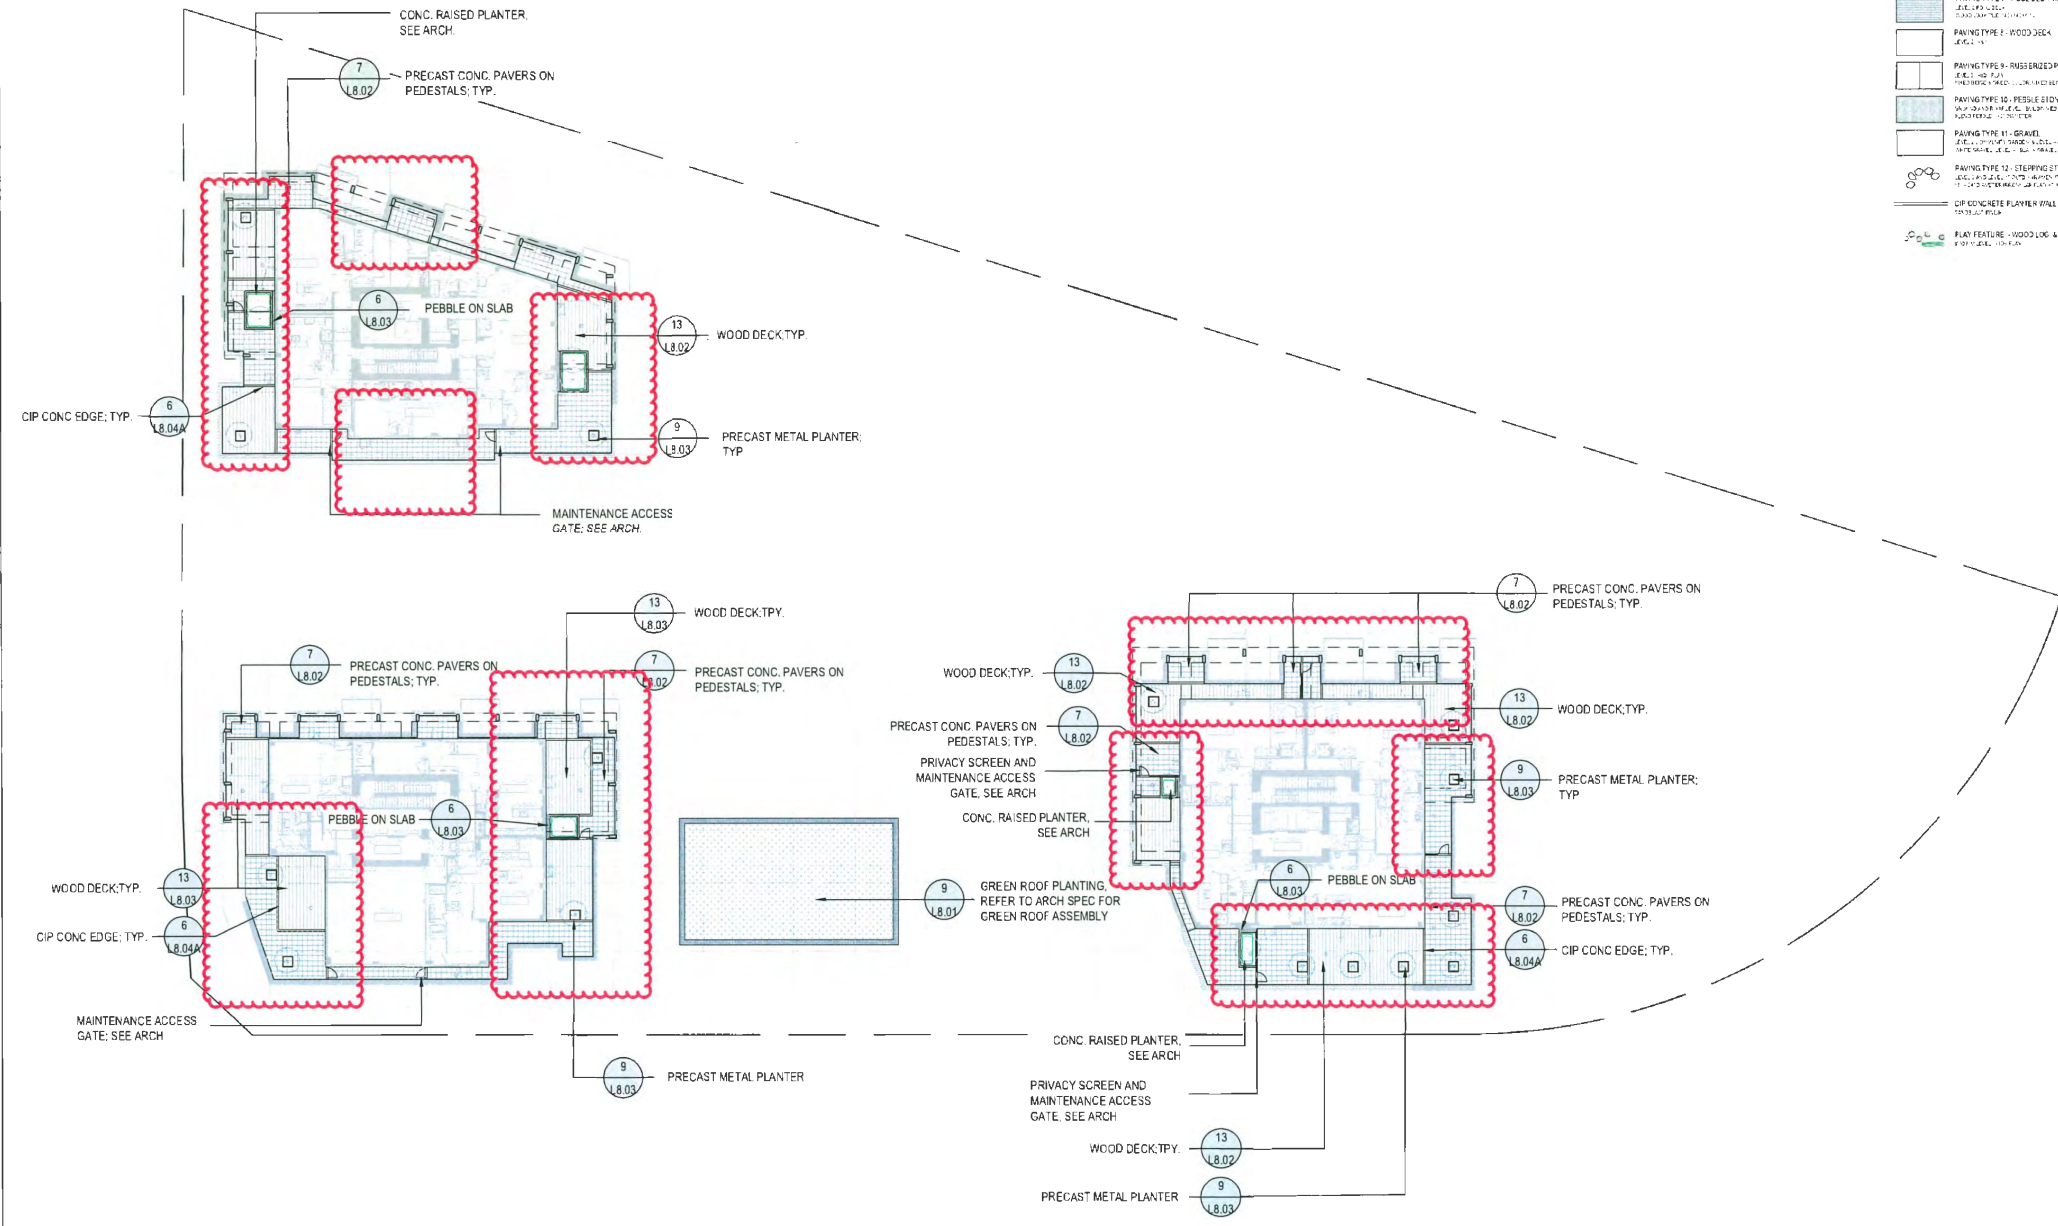 CONC. RAISED PLANTER,
SEE ARCH.
7
L8.02
PRECAST CONC. PAVERS ON
PEDESTALS; TYP.
6
L8.03
PEBBLE ON SLAB
13
L8.02
WOOD DECK;TYP.
CIP CONC EDGE; TYP.
6
L8.04A
9
L8.03
PRECAST METAL PLANTER;
TYP
MAINTENANCE ACCESS
GATE; SEE ARCH.
PAVING TYPE 8 - WOOD DECK
PAVING TYPE 9 - RUBBERIZED P
PAVING TYPE 10 - PEBBLE STON
PAVING TYPE 11 - GRAVEL
PAVING TYPE 12 - STEPPING ST
CIP CONCRETE PLANTER WALL
PLAY FEATURE - WOOD LOG &
13
L8.03
WOOD DECK;TPY.
7
L8.02
PRECAST CONC. PAVERS ON
PEDESTALS; TYP.
7
L8.02
PRECAST CONC. PAVERS ON
PEDESTALS; TYP.
PEBBLE ON SLAB
6
L8.03
WOOD DECK;TYP.
13
L8.03
CIP CONC EDGE; TYP.
6
L8.04A
MAINTENANCE ACCESS
GATE; SEE ARCH
9
L8.03
PRECAST METAL PLANTER
9
L8.01
GREEN ROOF PLANTING,
REFER TO ARCH SPEC FOR
GREEN ROOF ASSEMBLY
7
L8.02
PRECAST CONC. PAVERS ON
PEDESTALS; TYP.
WOOD DECK;TYP.
13
L8.02
13
L8.02
WOOD DECK;TYP.
PRECAST CONC. PAVERS ON
PEDESTALS; TYP.
7
L8.02
PRIVACY SCREEN AND
MAINTENANCE ACCESS
GATE, SEE ARCH
9
L8.03
PRECAST METAL PLANTER;
TYP
CONC. RAISED PLANTER,
SEE ARCH
6
L8.03
PEBBLE ON SLAB
7
L8.02
PRECAST CONC. PAVERS ON
PEDESTALS; TYP.
6
L8.04A
CIP CONC EDGE; TYP.
CONC. RAISED PLANTER,
SEE ARCH
PRIVACY SCREEN AND
MAINTENANCE ACCESS
GATE, SEE ARCH
WOOD DECK;TPY.
13
L8.02
PRECAST METAL PLANTER
9
L8.03